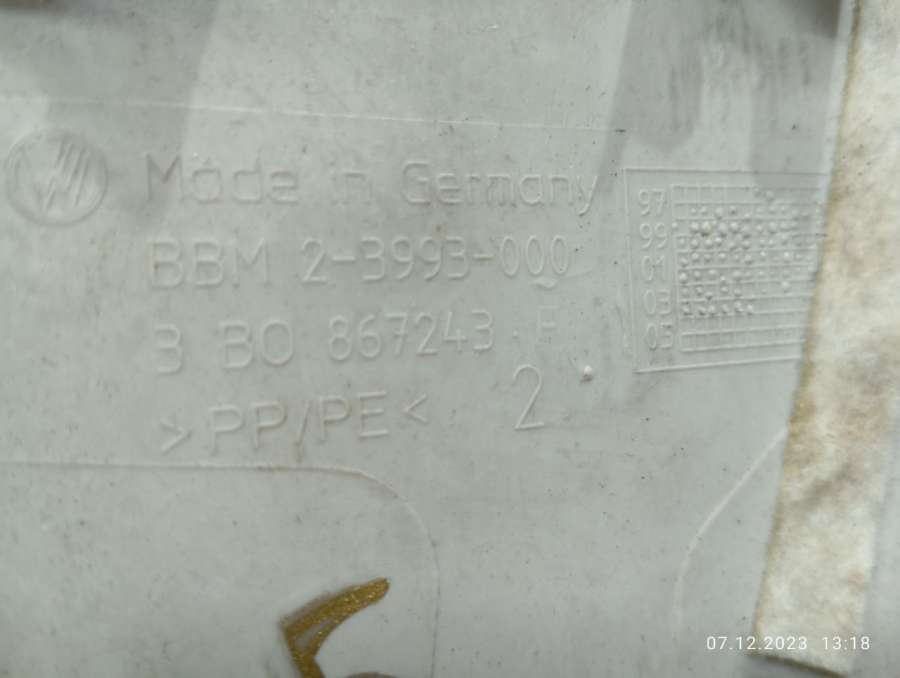 Made in Germany
BBM 2-3993-000
3 B0 867243 F
>PP/PE< 2
97
99
01
03
05
07.12.2023 13:18